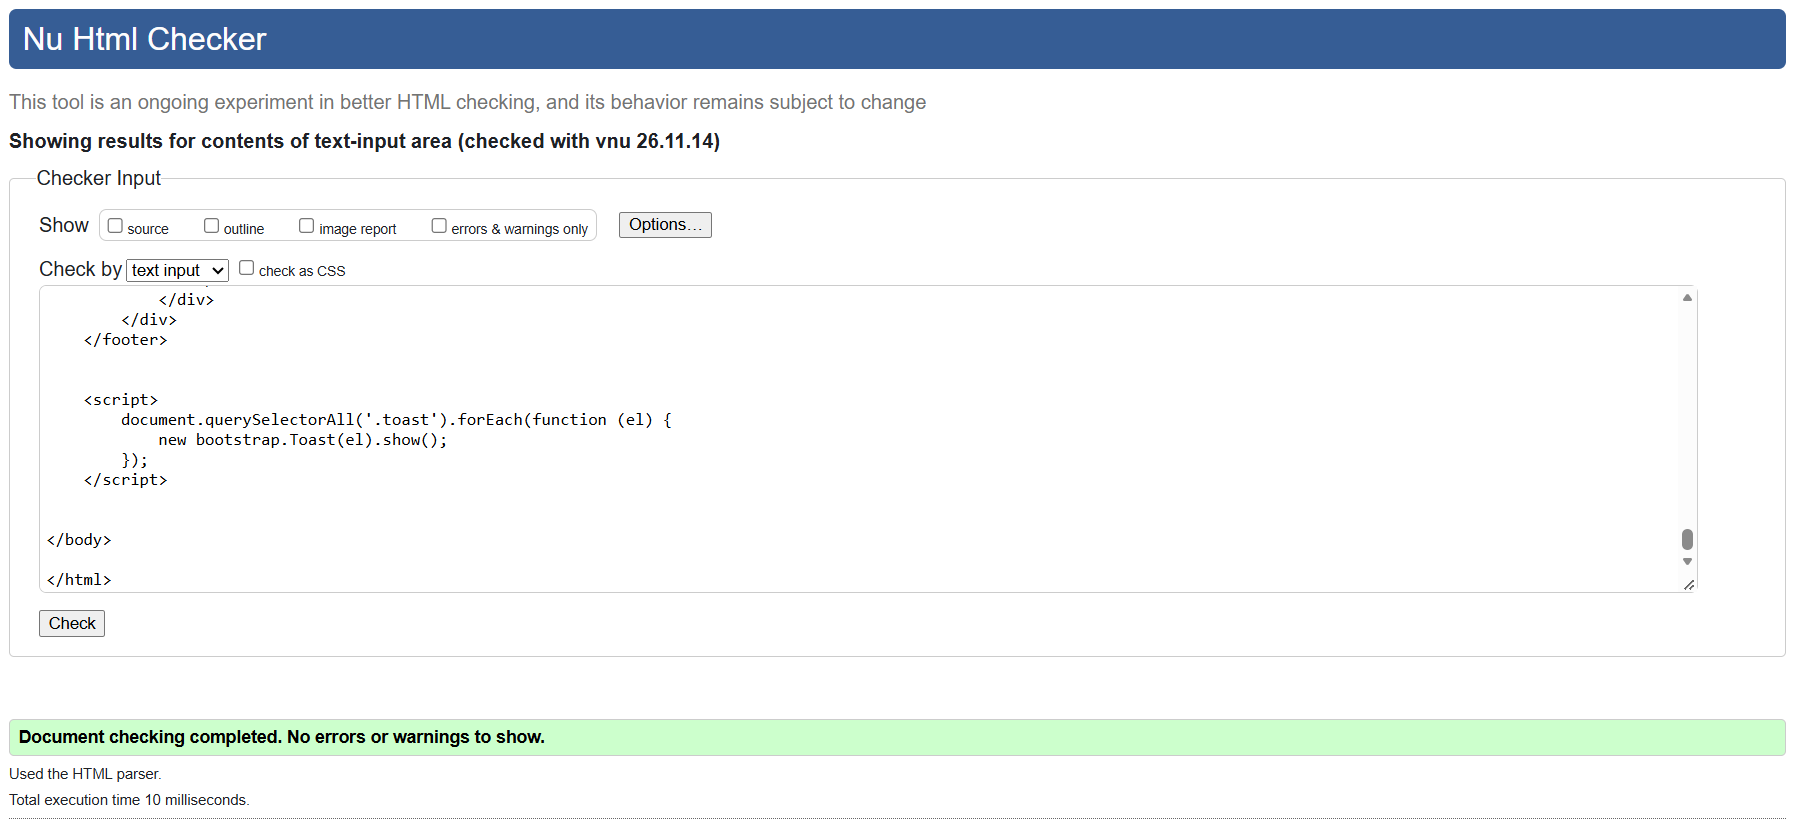 Nu Html Checker
This tool is an ongoing experiment in better HTML checking, and its behavior remains subject to change
Showing results for contents of text-input area (checked with vnu 26.11.14)
Checker Input
Show source outline image report errors & warnings only Options…
Check by text input check as CSS
</div>
</div>
</footer>
<script>
document.querySelectorAll('.toast').forEach(function (el) {
new bootstrap.Toast(el).show();
});
</script>
</body>
</html>
Check
Document checking completed. No errors or warnings to show.
Used the HTML parser.
Total execution time 10 milliseconds.